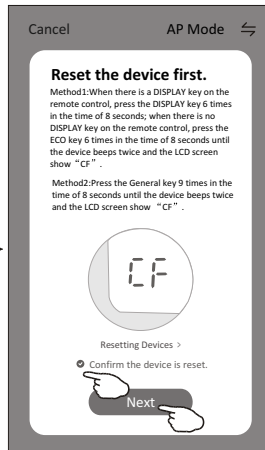 Cancel AP Mode ⇋
Reset the device first.
Method1:When there is a DISPLAY key on the
remote control, press the DISPLAY key 6 times
in the time of 8 seconds; when there is no
DISPLAY key on the remote control, press the
ECO key 6 times in the time of 8 seconds until
the device beeps twice and the LCD screen
show “CF” .
Method2:Press the General key 9 times in the
time of 8 seconds until the device beeps twice
and the LCD screen show “CF” .
CF
Resetting Devices >
Confirm the device is reset.
Next